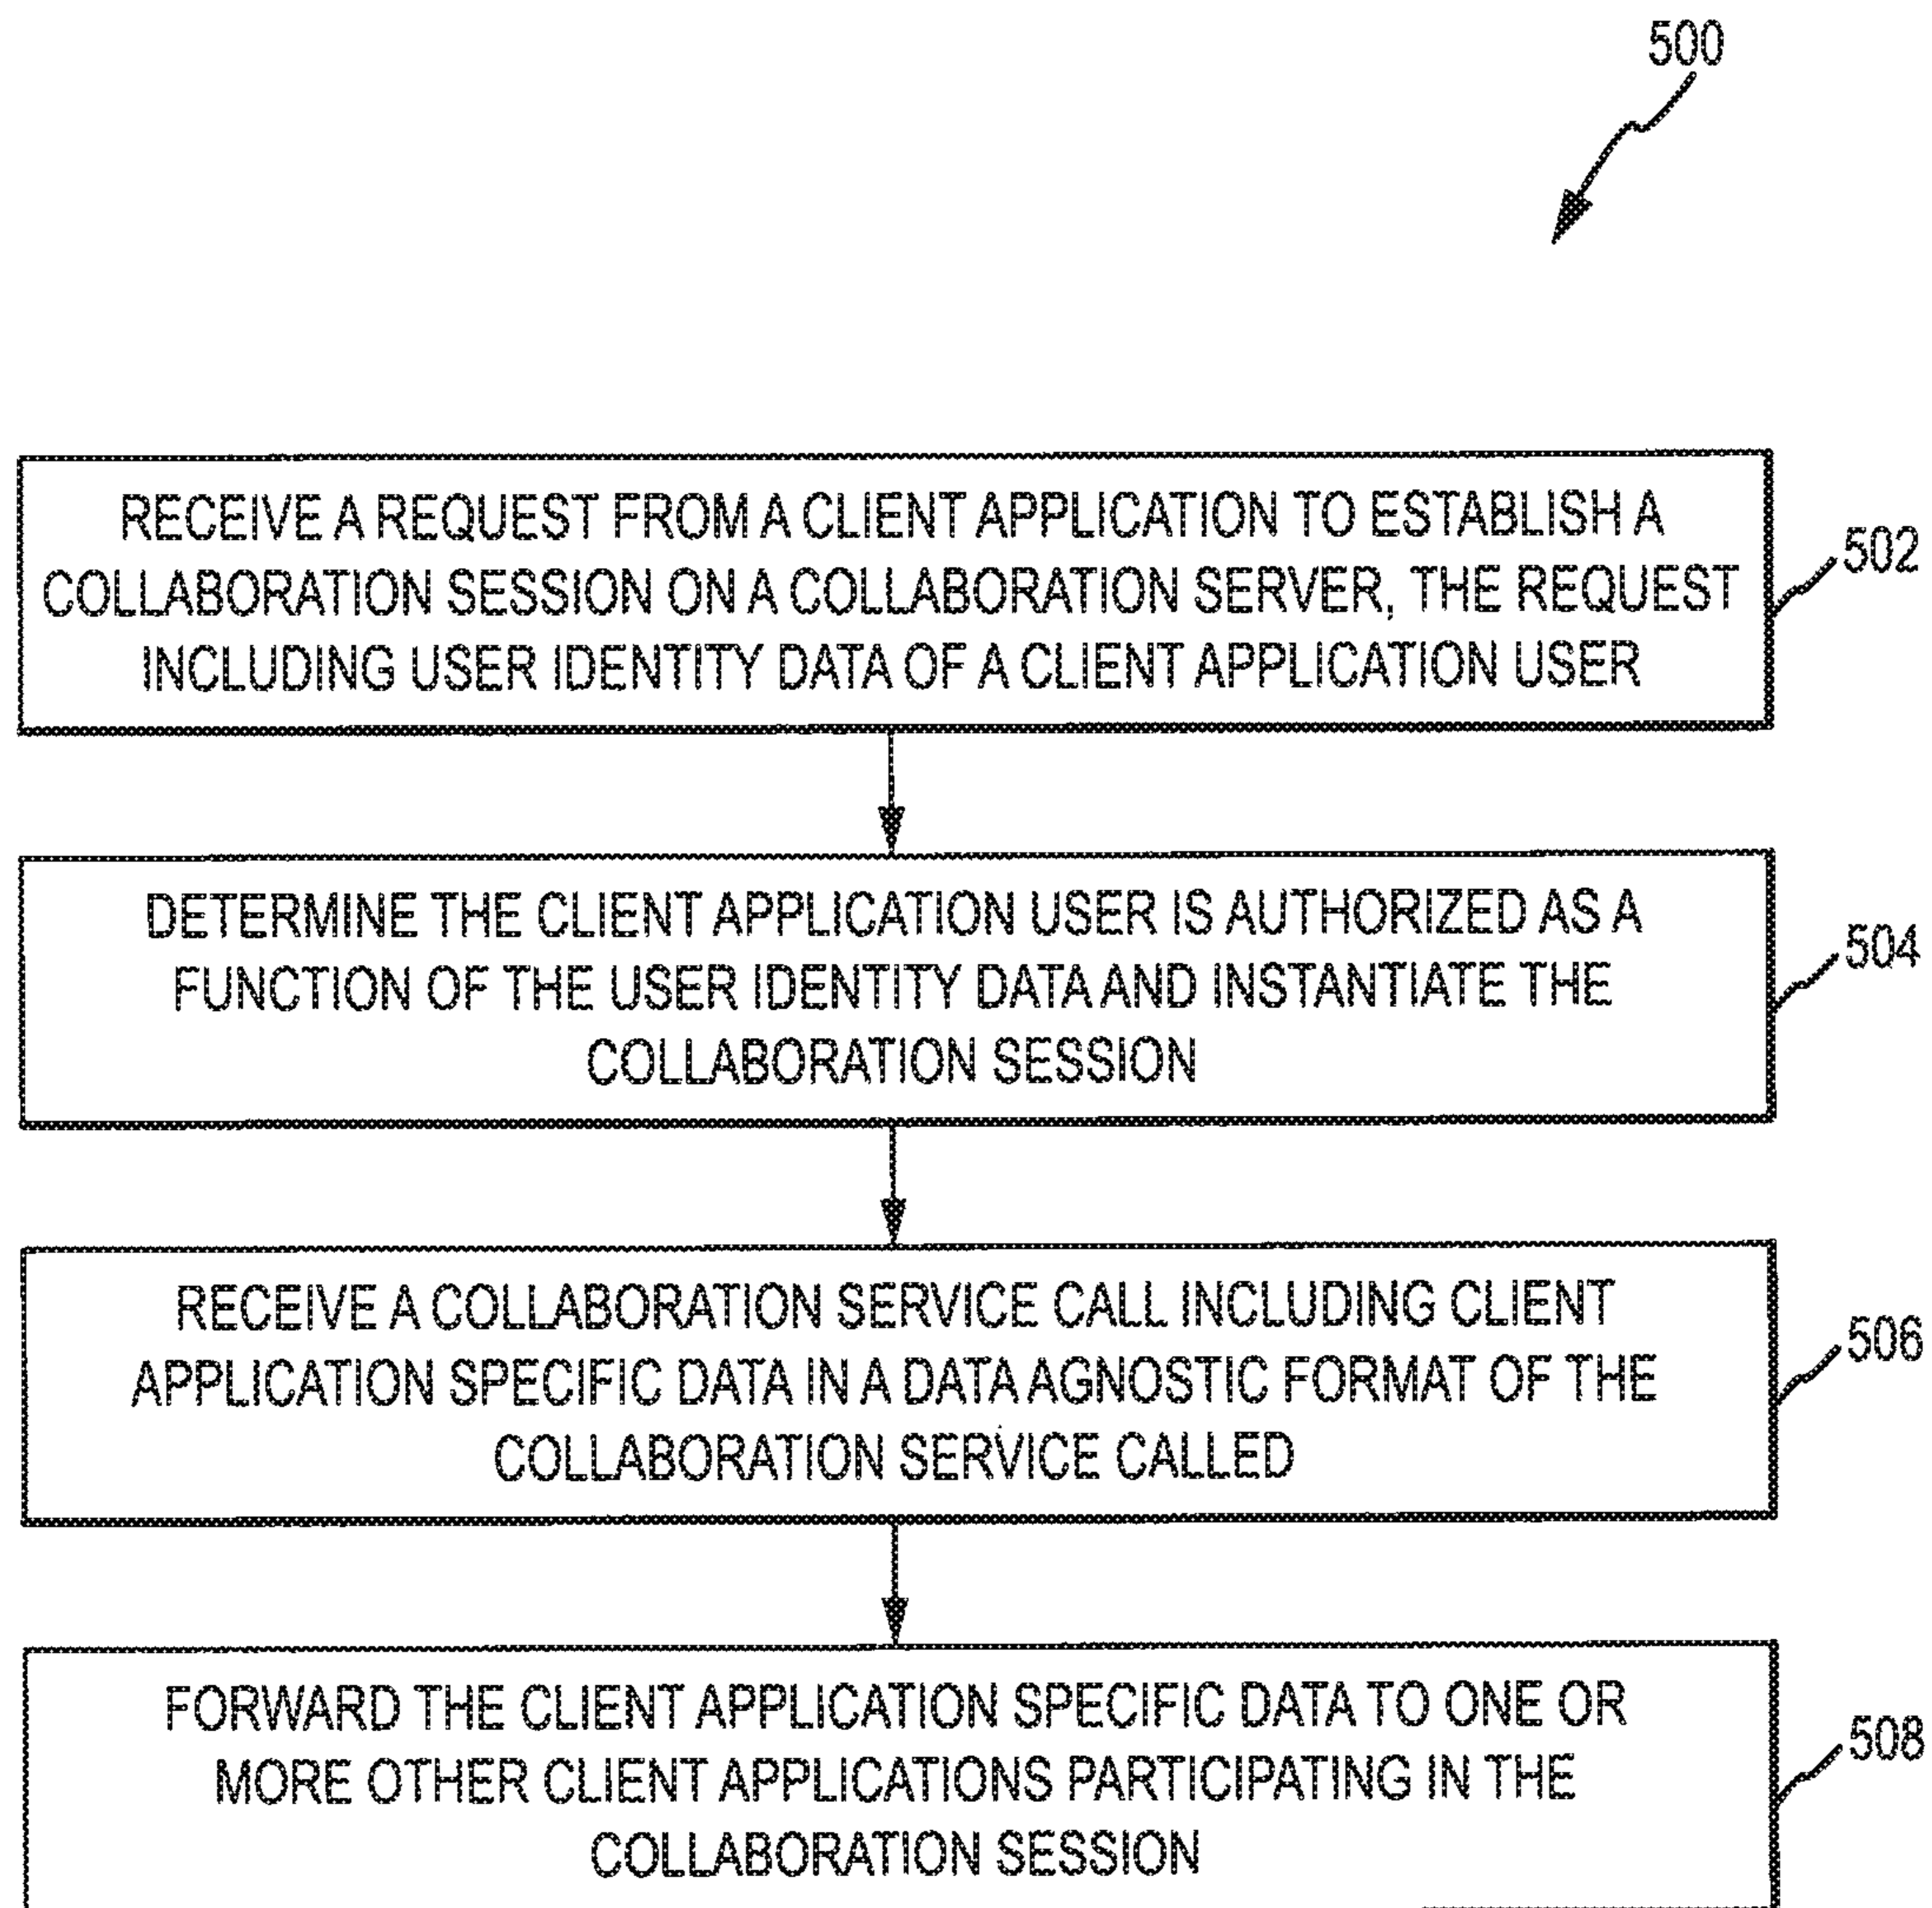 500
RECEIVE A REQUEST FROM A CLIENT APPLICATION TO ESTABLISH A
COLLABORATION SESSION ON A COLLABORATION SERVER, THE REQUEST
INCLUDING USER IDENTITY DATA OF A CLIENT APPLICATION USER
502
DETERMINE THE CLIENT APPLICATION USER IS AUTHORIZED AS A
FUNCTION OF THE USER IDENTITY DATA AND INSTANTIATE THE
COLLABORATION SESSION
504
RECEIVE A COLLABORATION SERVICE CALL INCLUDING CLIENT
APPLICATION SPECIFIC DATA IN A DATA AGNOSTIC FORMAT OF THE
COLLABORATION SERVICE CALLED
506
FORWARD THE CLIENT APPLICATION SPECIFIC DATA TO ONE OR
MORE OTHER CLIENT APPLICATIONS PARTICIPATING IN THE
COLLABORATION SESSION
508